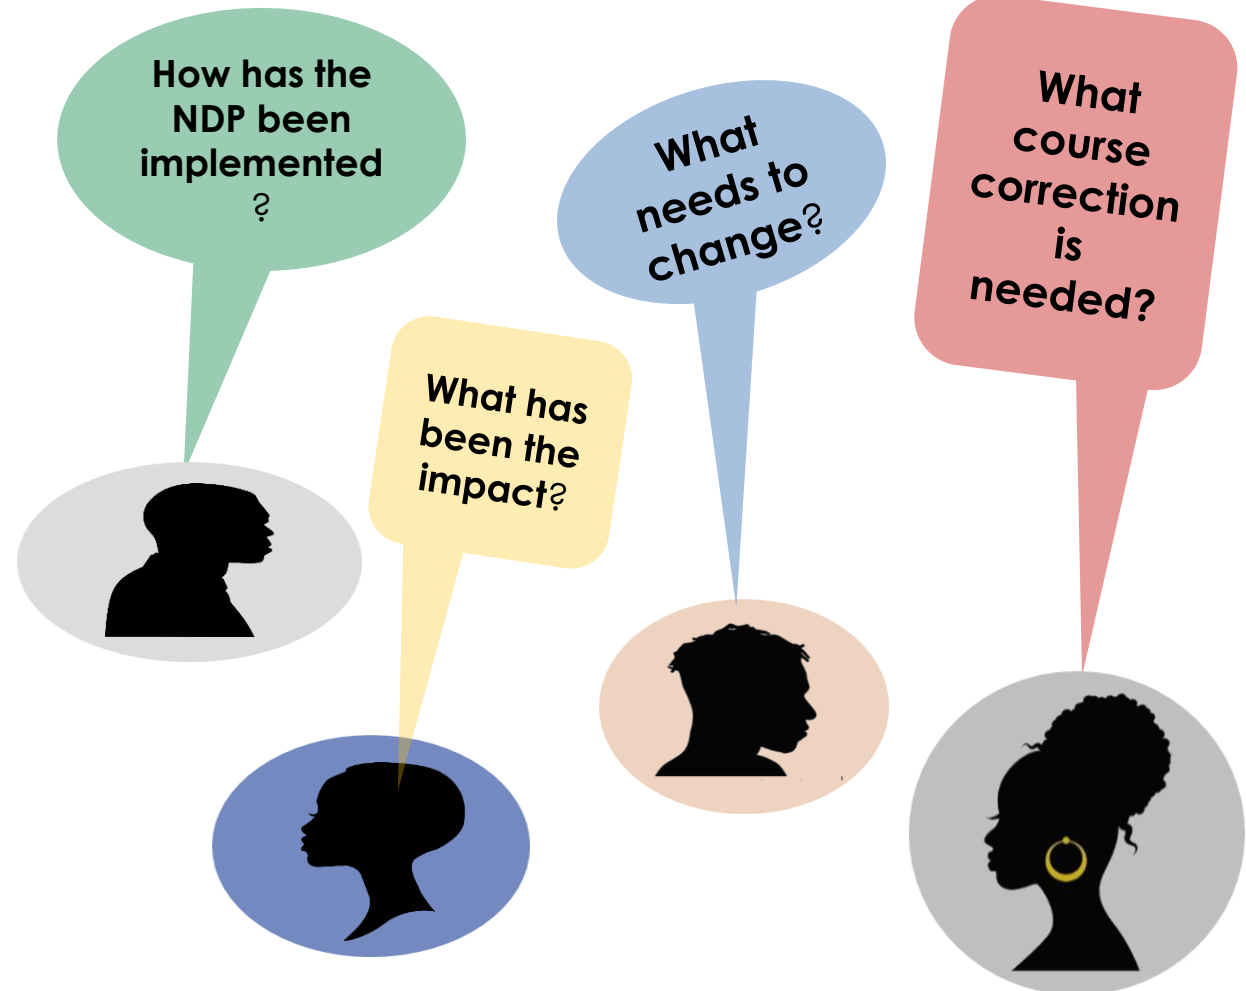 How has the
NDP been
implemented
?
What has
been the
impact?
What
needs to
change?
What
course
correction
is
needed?